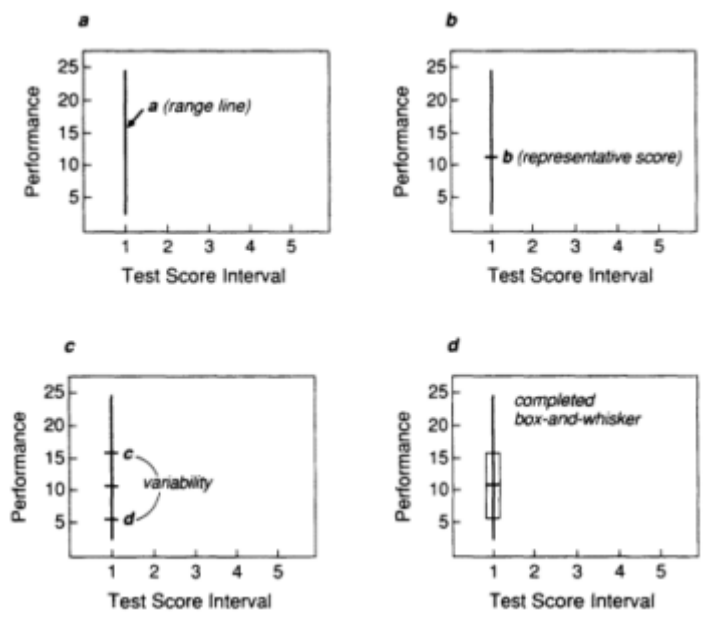 a
Performance
25
20
15
10
5
a (range line)
1 2 3 4 5
Test Score Interval
b
Performance
25
20
15
10
5
b (representative score)
1 2 3 4 5
Test Score Interval
c
Performance
25
20
15
10
5
c
variability
d
1 2 3 4 5
Test Score Interval
d
Performance
25
20
15
10
5
completed
box-and-whisker
1 2 3 4 5
Test Score Interval